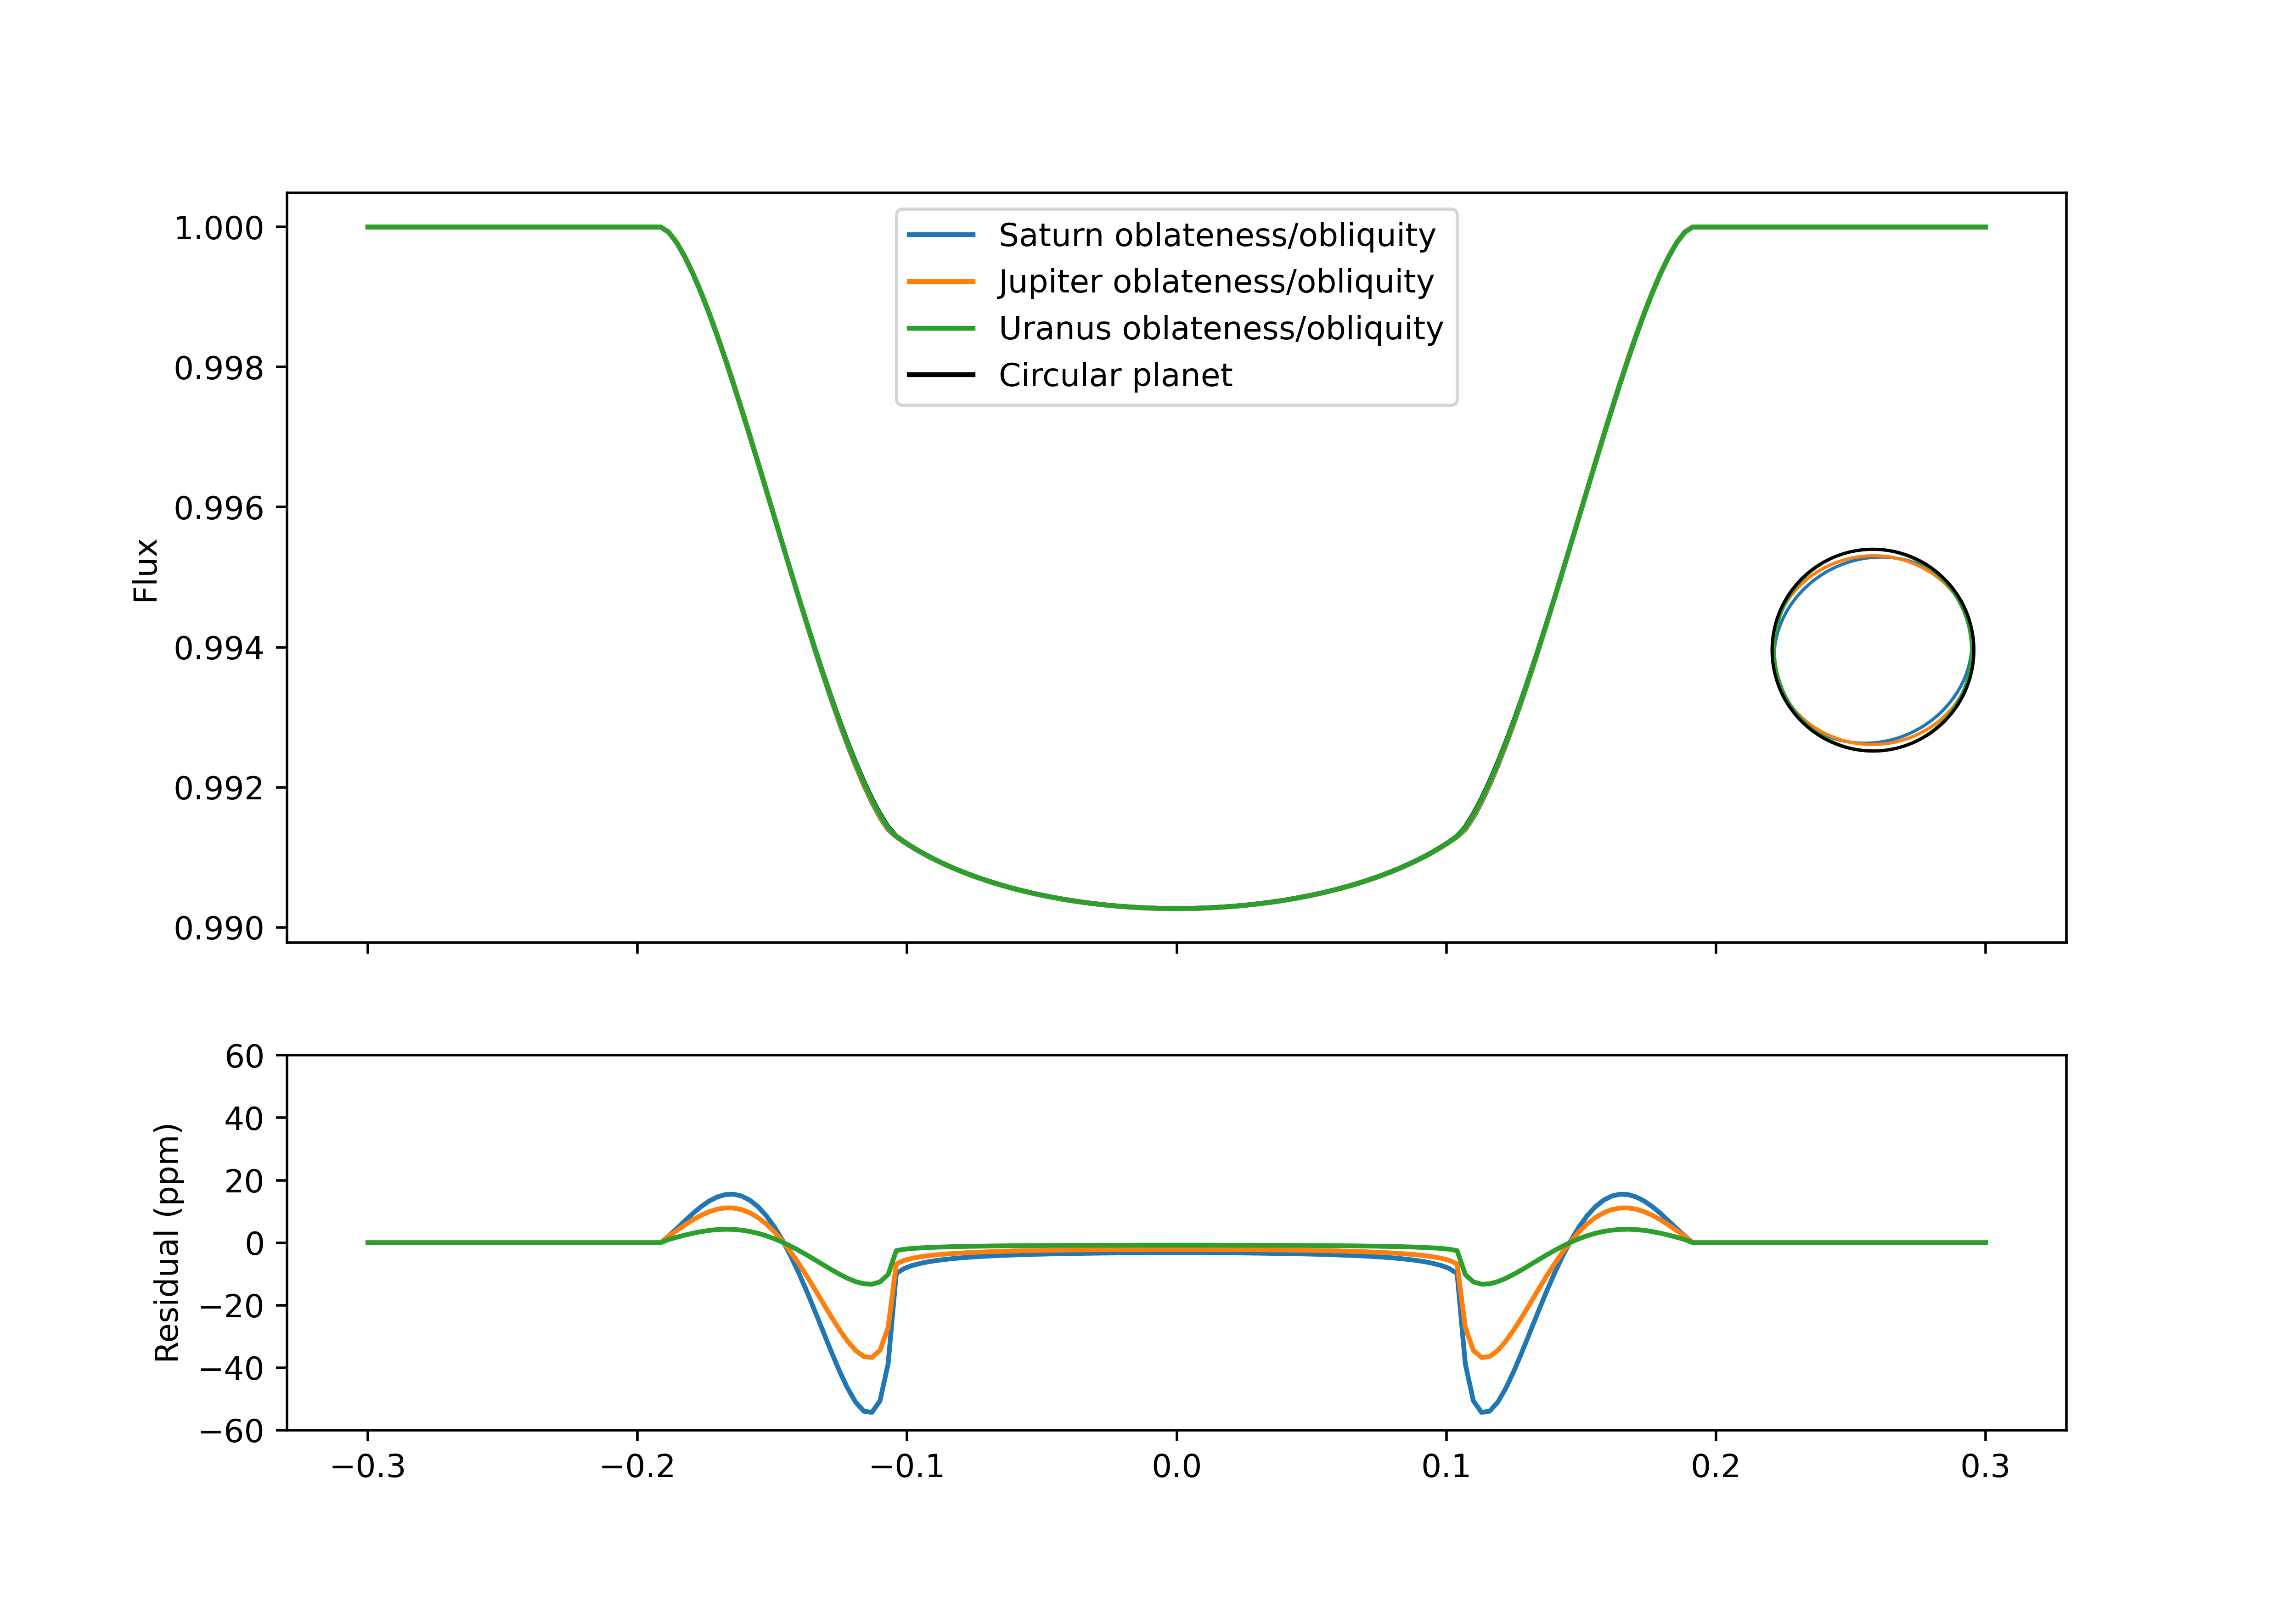 Flux
1.000
0.998
0.996
0.994
0.992
0.990
Saturn oblateness/obliquity
Jupiter oblateness/obliquity
Uranus oblateness/obliquity
Circular planet
Residual (ppm)
60
40
20
0
−20
−40
−60
−0.3 −0.2 −0.1 0.0 0.1 0.2 0.3